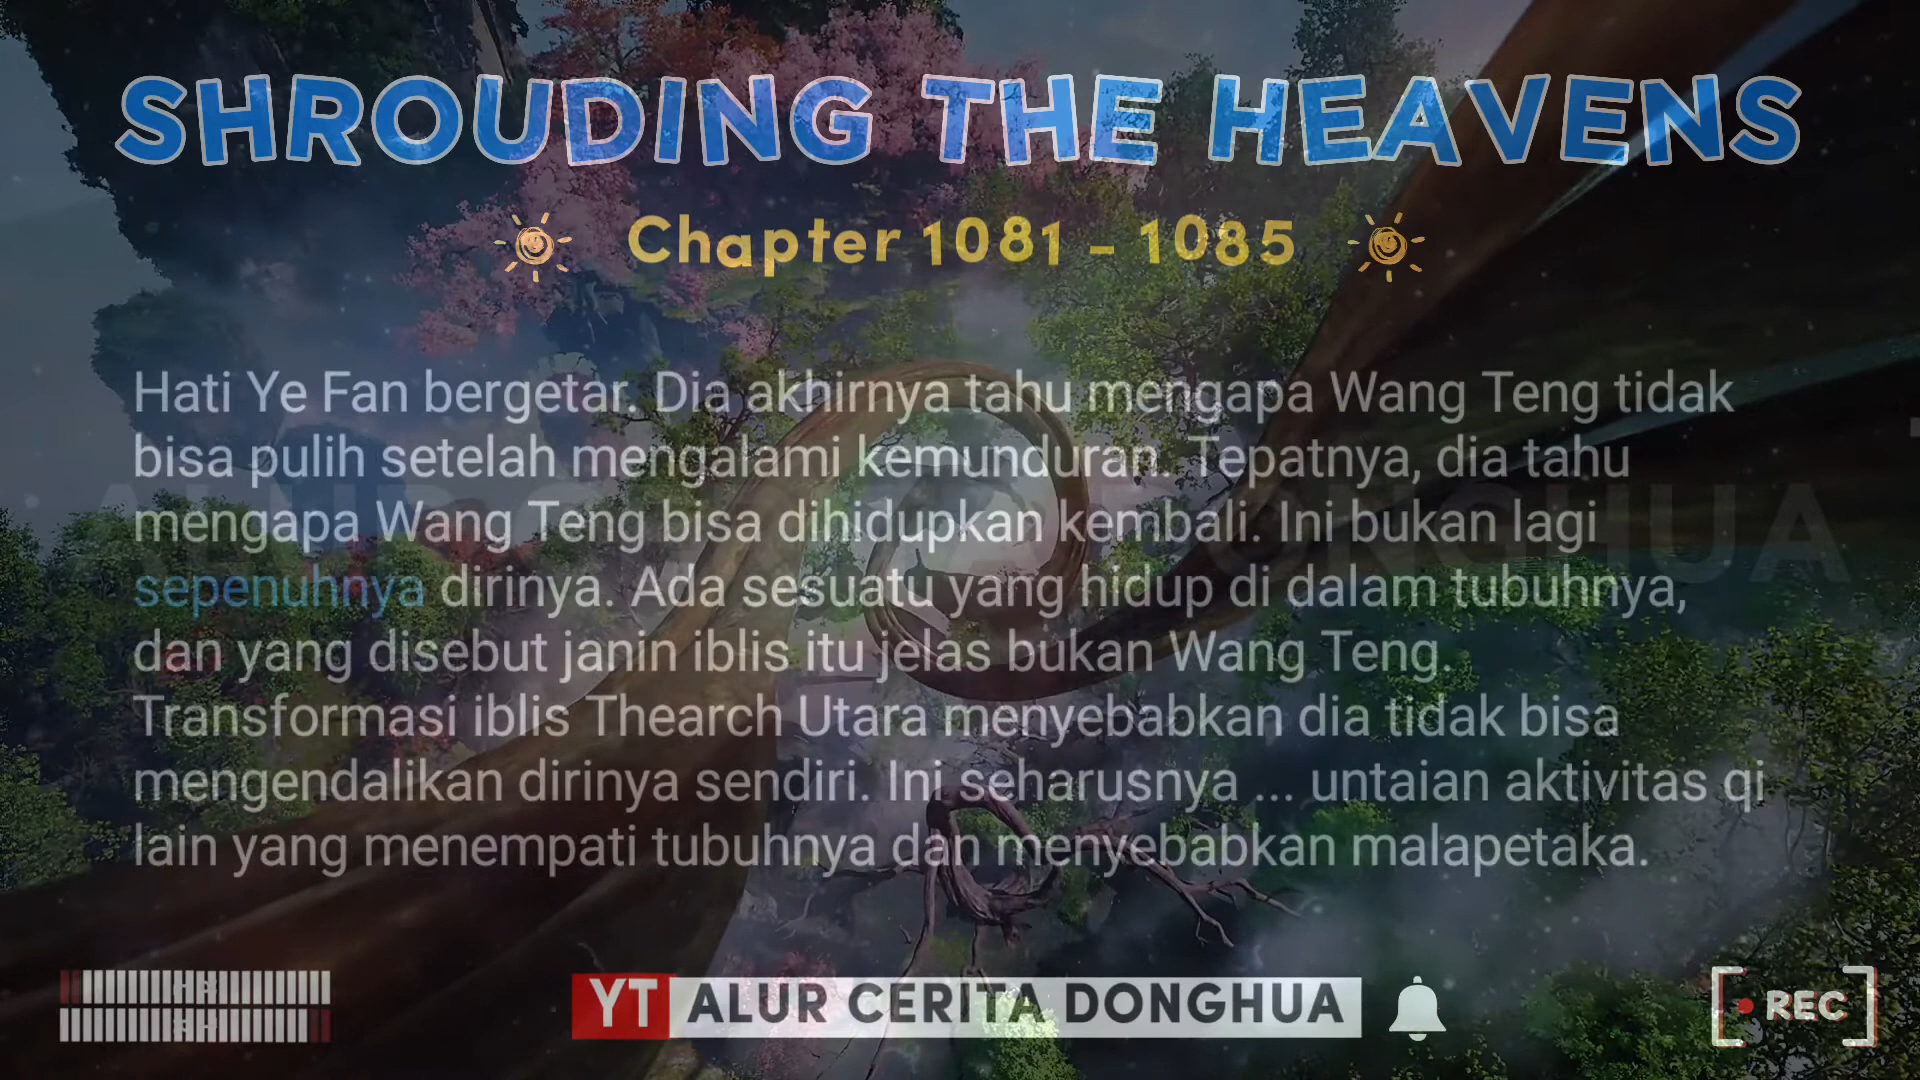 SHROUDING THE HEAVENS
Chapter 1081 - 1085
Hati Ye Fan bergetar. Dia akhirnya tahu mengapa Wang Teng tidak
bisa pulih setelah mengalami kemunduran. Tepatnya, dia tahu
mengapa Wang Teng bisa dihidupkan kembali. Ini bukan lagi
sepenuhnya dirinya. Ada sesuatu yang hidup di dalam tubuhnya,
dan yang disebut janin iblis itu jelas bukan Wang Teng.
Transformasi iblis Thearch Utara menyebabkan dia tidak bisa
mengendalikan dirinya sendiri. Ini seharusnya ... untaian aktivitas qi
lain yang menempati tubuhnya dan menyebabkan malapetaka.
YT ALUR CERITA DONGHUA
REC